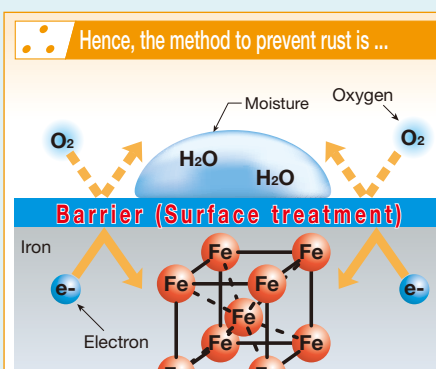 Hence, the method to prevent rust is ...
Moisture
Oxygen
O2
O2
H2O
H2O
Barrier (Surface treatment)
Iron
Fe
Fe
Fe
Fe
e-
e-
Fe
Electron
Fe
Fe
Fe
Fe